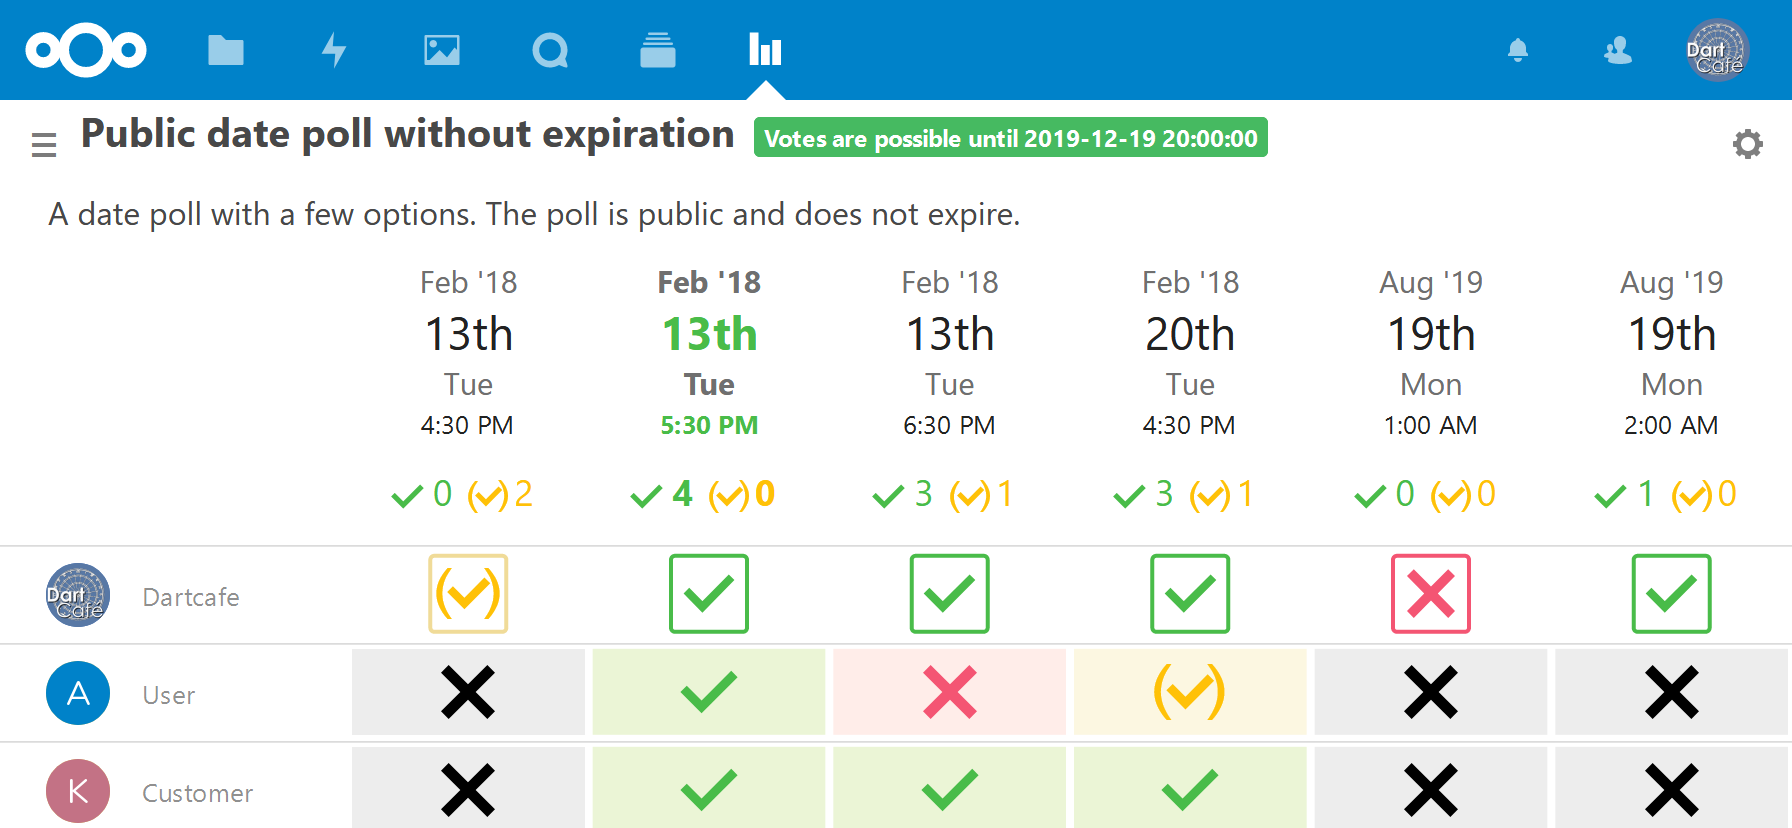 Dart
Café
Public date poll without expiration
Votes are possible until 2019-12-19 20:00:00
A date poll with a few options. The poll is public and does not expire.
Feb '18 Feb '18 Feb '18 Feb '18 Aug '19 Aug '19
13th 13th 13th 20th 19th 19th
Tue Tue Tue Tue Mon Mon
4:30 PM 5:30 PM 6:30 PM 4:30 PM 1:00 AM 2:00 AM
0 2 4 0 3 1 3 1 0 0 1 0
Dart
Café
Dartcafe
A User
K Customer